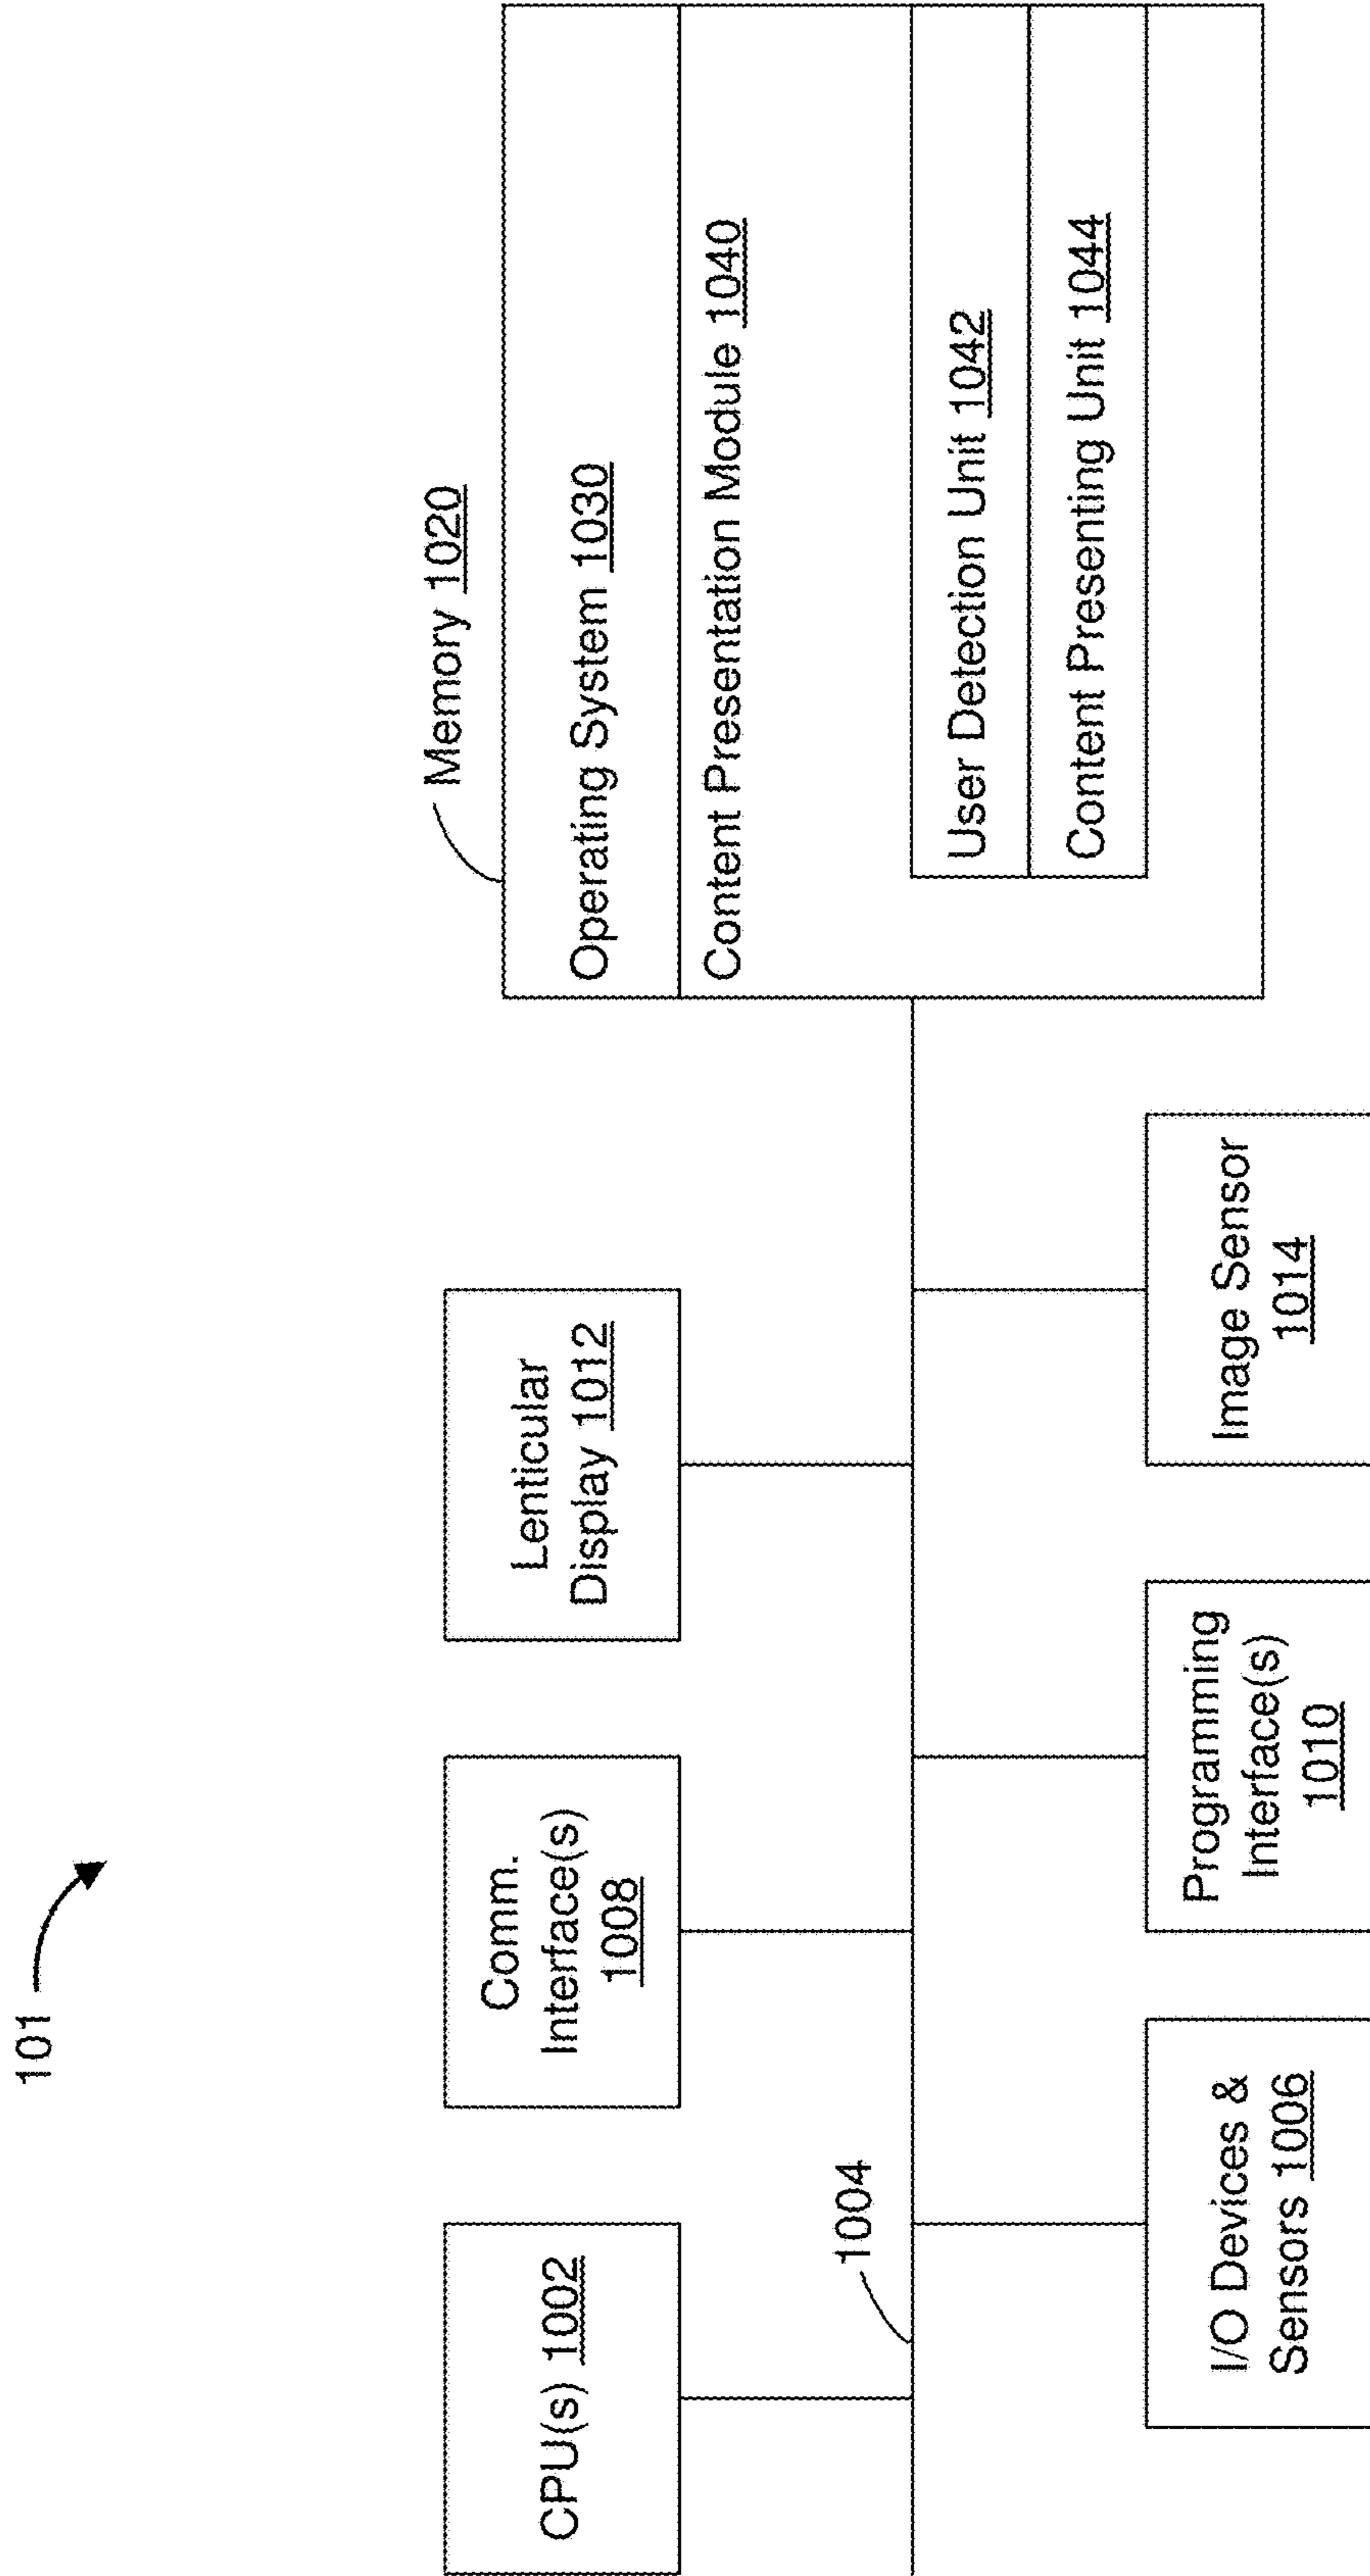 101
CPU(s) 1002
Comm.
Interface(s)
1008
Lenticular
Display 1012
1004
I/O Devices &
Sensors 1006
Programming
Interface(s)
1010
Image Sensor
1014
Memory 1020
Operating System 1030
Content Presentation Module 1040
User Detection Unit 1042
Content Presenting Unit 1044